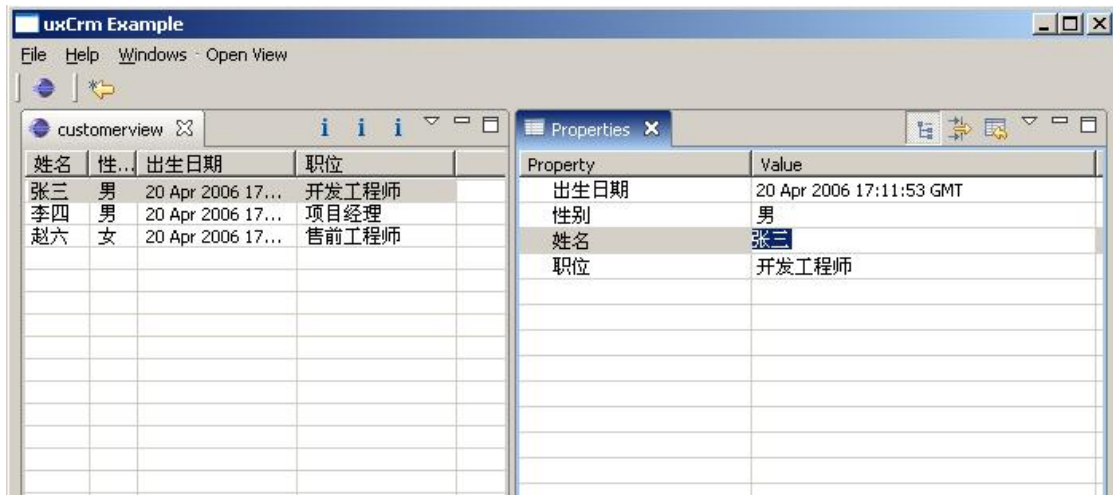 uxCrm Example
File Help Windows - Open View
customerview
姓名 性... 出生日期 职位
张三 男 20 Apr 2006 17... 开发工程师
李四 男 20 Apr 2006 17... 项目经理
赵六 女 20 Apr 2006 17... 售前工程师
Properties
Property Value
出生日期 20 Apr 2006 17:11:53 GMT
性别 男
姓名 张三
职位 开发工程师